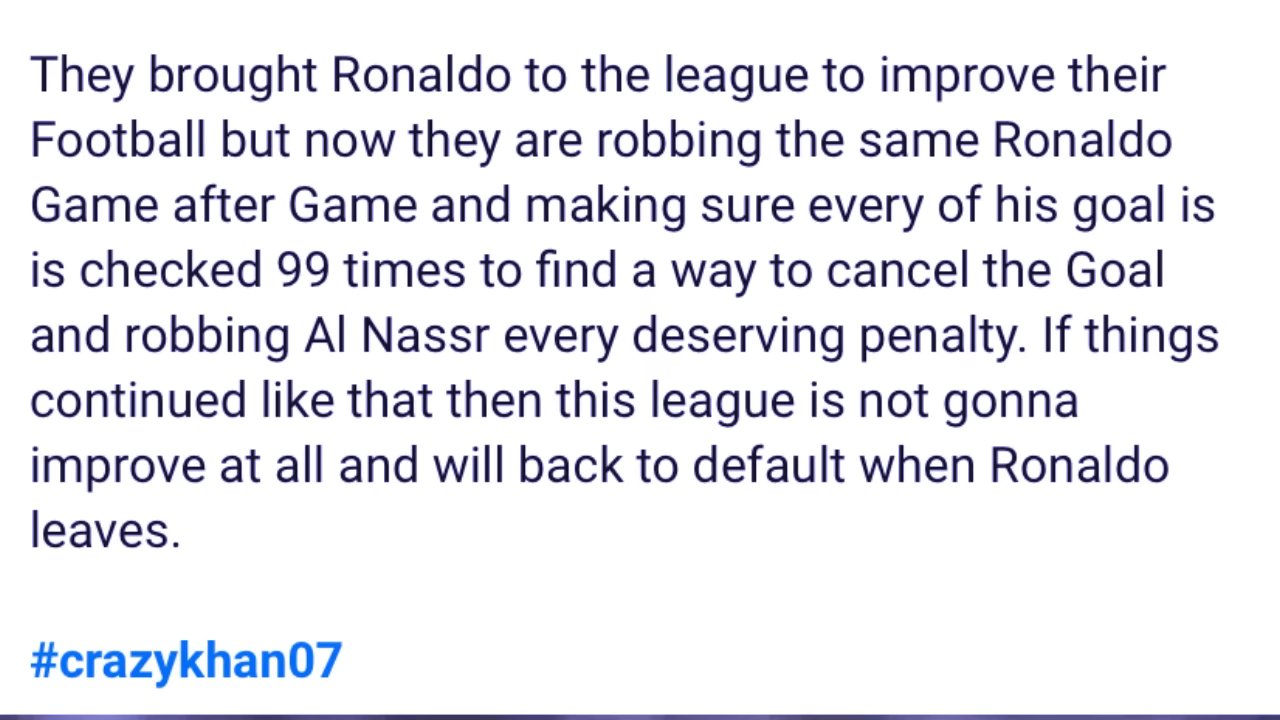 They brought Ronaldo to the league to improve their
Football but now they are robbing the same Ronaldo
Game after Game and making sure every of his goal is
is checked 99 times to find a way to cancel the Goal
and robbing Al Nassr every deserving penalty. If things
continued like that then this league is not gonna
improve at all and will back to default when Ronaldo
leaves.
#crazykhan07